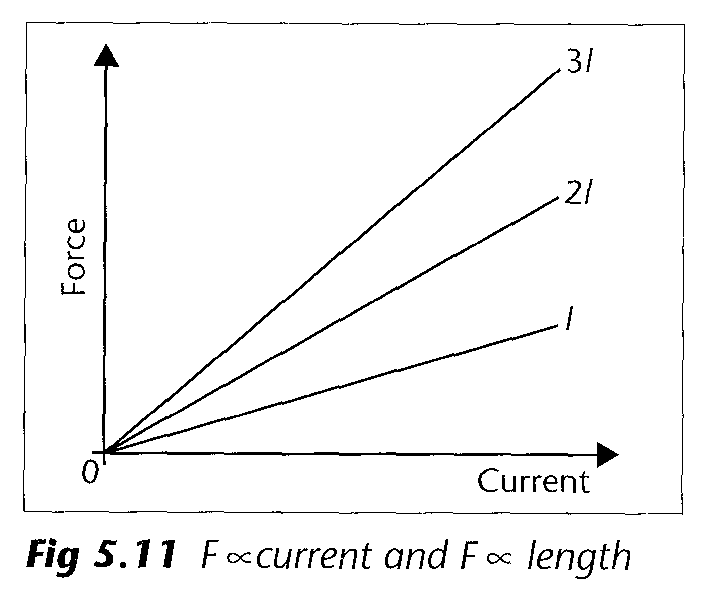 3l
2l
l
Force
0
Current
Fig 5.11 F ∝current and F ∝ length